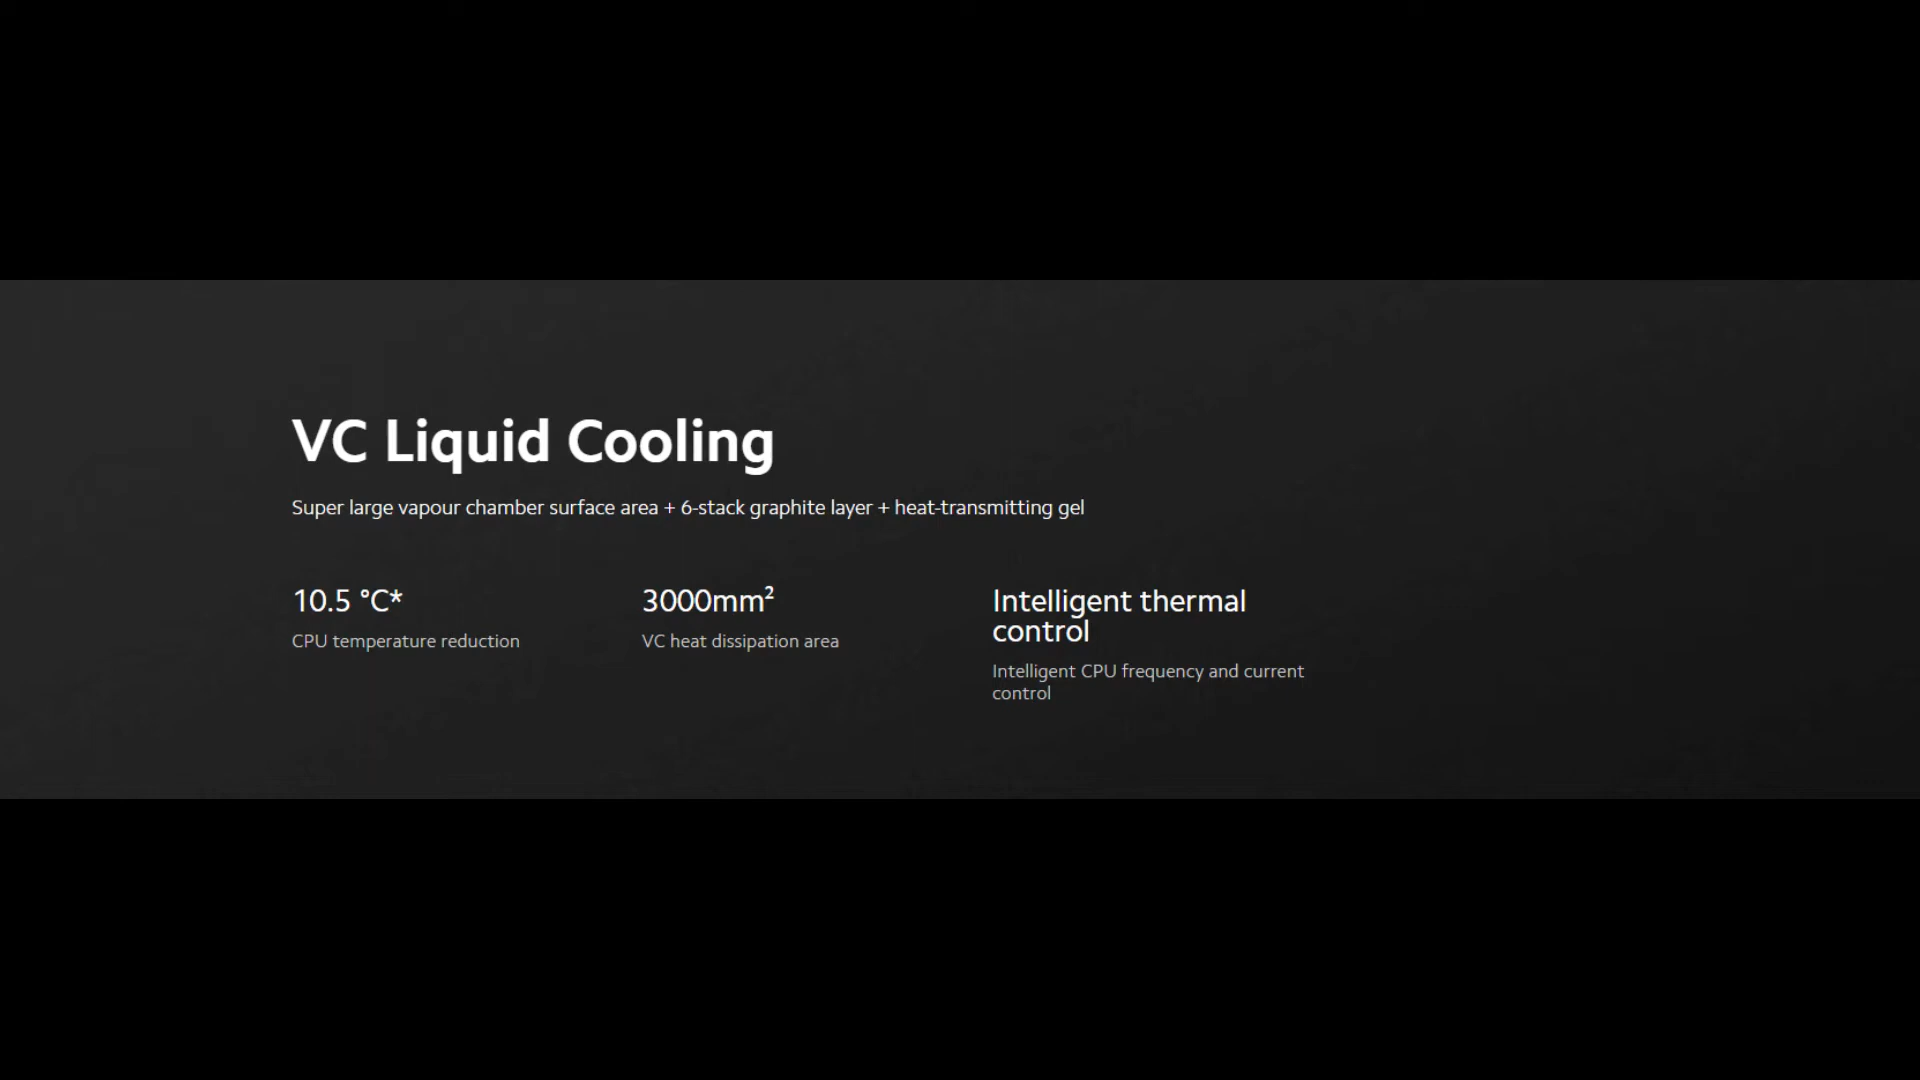 VC Liquid Cooling
Super large vapour chamber surface area + 6-stack graphite layer + heat-transmitting gel
10.5 °C*
CPU temperature reduction
3000mm²
VC heat dissipation area
Intelligent thermal
control
Intelligent CPU frequency and current
control